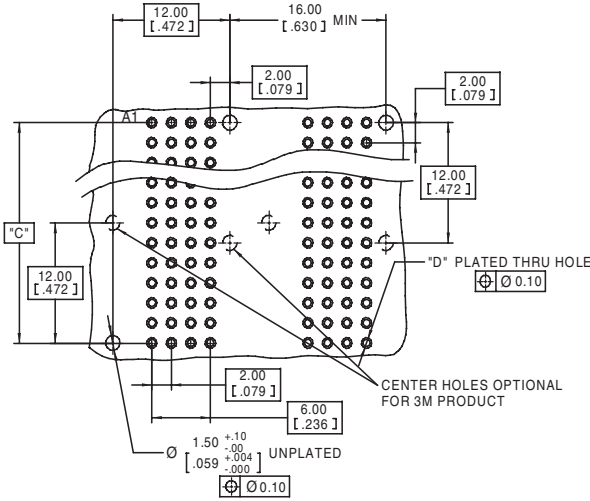 12.00
[.472]
16.00
[.630]
MIN
2.00
[.079]
2.00
[.079]
A1
12.00
[.472]
"C"
12.00
[.472]
"D" PLATED THRU HOLE
⌖ Ø 0.10
2.00
[.079]
CENTER HOLES OPTIONAL
FOR 3M PRODUCT
6.00
[.236]
Ø 1.50 +.10 -.00
[.059 +.004 -.000] UNPLATED
⌖ Ø 0.10